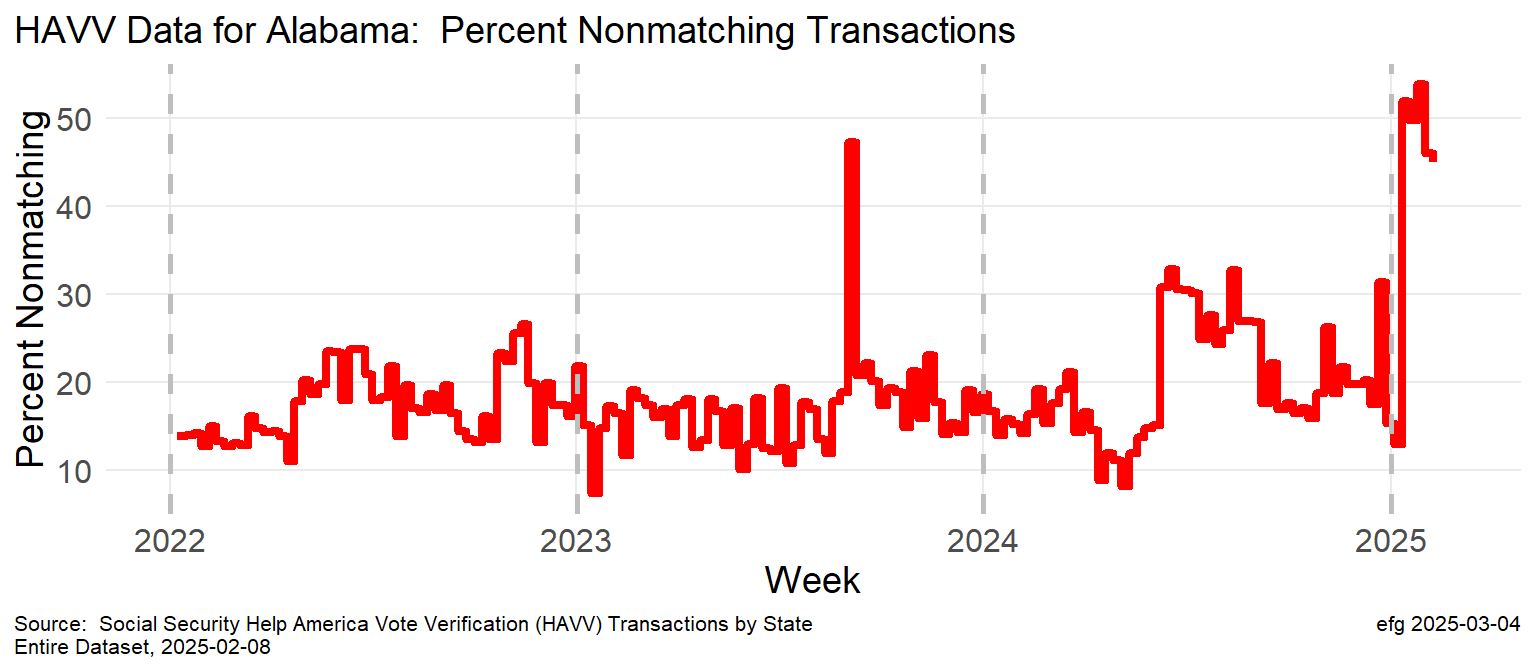 HAVV Data for Alabama:  Percent Nonmatching Transactions
Percent Nonmatching
50
40
30
20
10
2022 2023 2024 2025
Week
Source:  Social Security Help America Vote Verification (HAVV) Transactions by State efg 2025-03-04
Entire Dataset, 2025-02-08